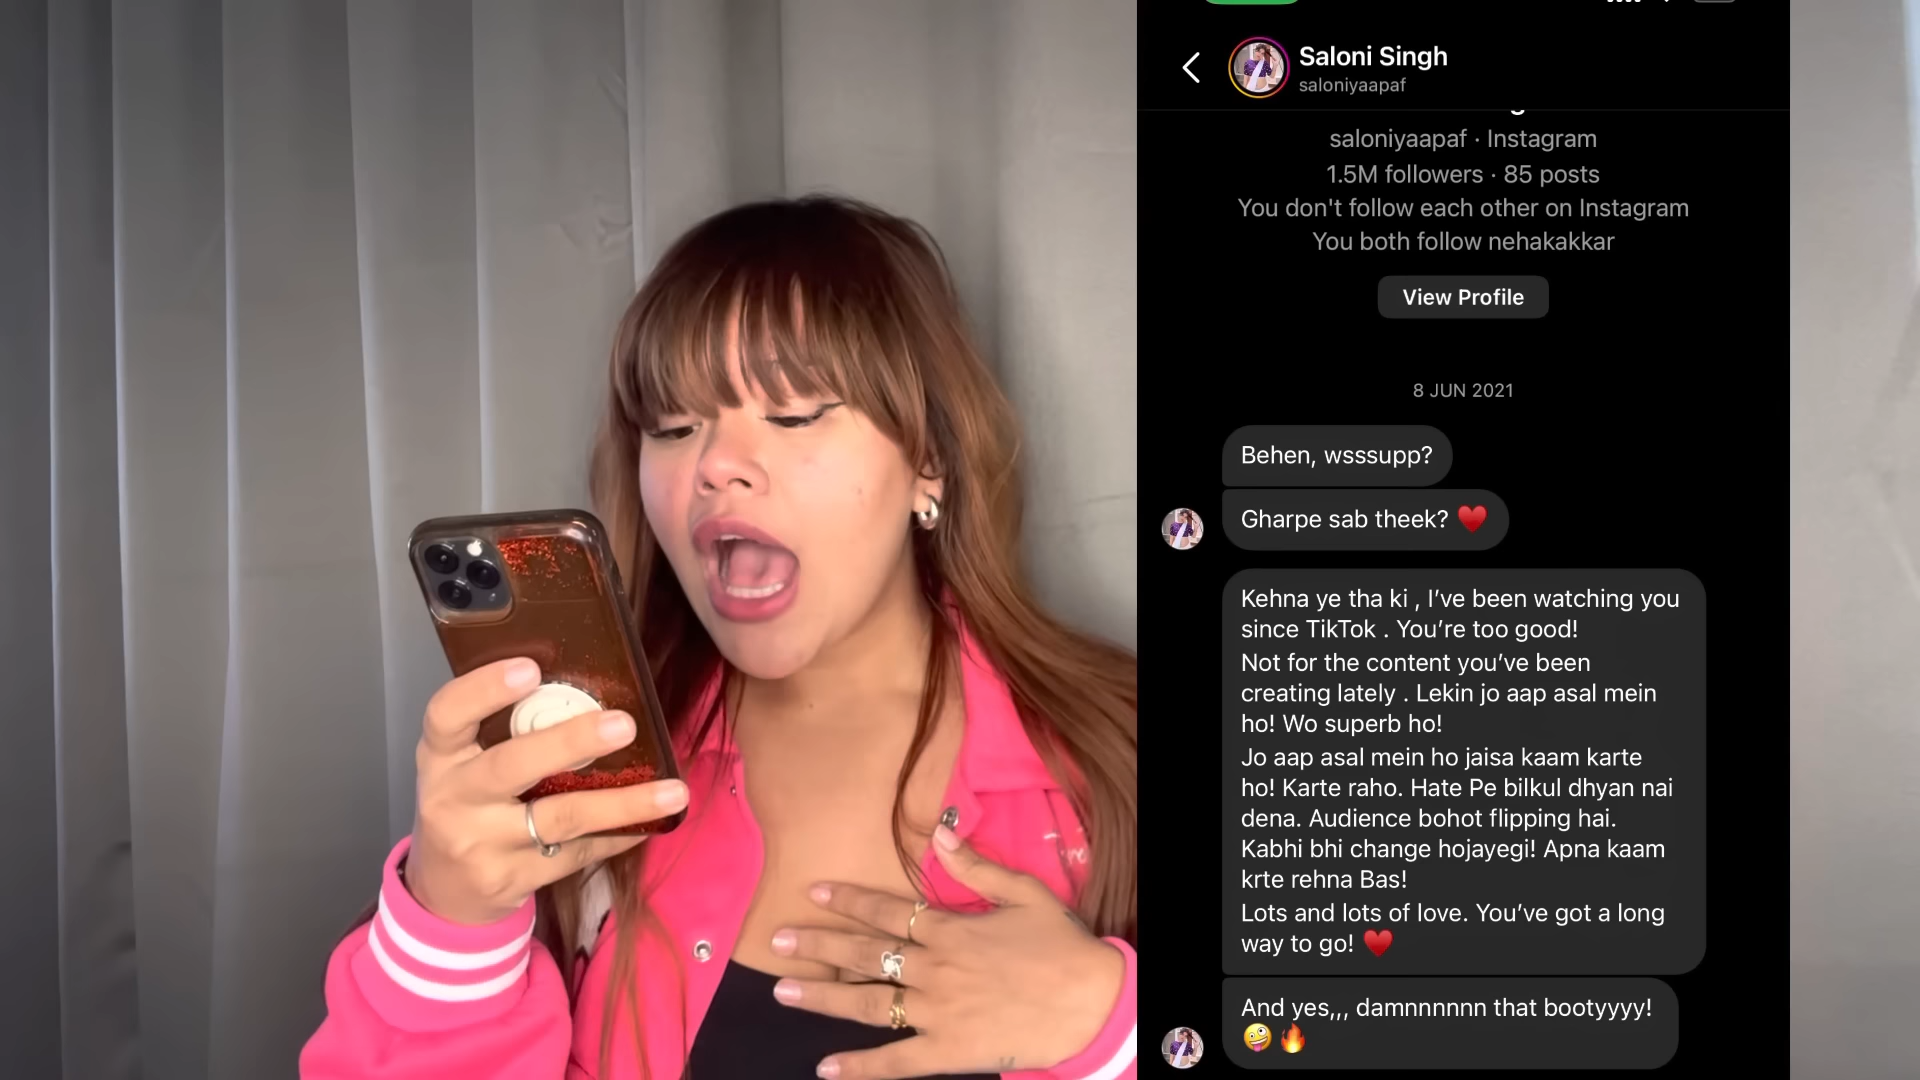 Saloni Singh
saloniyaapaf
saloniyaapaf · Instagram
1.5M followers · 85 posts
You don't follow each other on Instagram
You both follow nehakakkar
View Profile
8 JUN 2021
Behen, wsssupp?
Gharpe sab theek? ♥️
Kehna ye tha ki , I’ve been watching you
since TikTok . You’re too good!
Not for the content you’ve been
creating lately . Lekin jo aap asal mein
ho! Wo superb ho!
Jo aap asal mein ho jaisa kaam karte
ho! Karte raho. Hate Pe bilkul dhyan nai
dena. Audience bohot flipping hai.
Kabhi bhi change hojayegi! Apna kaam
krte rehna Bas!
Lots and lots of love. You’ve got a long
way to go! ♥️
And yes,,, damnnnnnn that bootyyyy!
🤪🔥